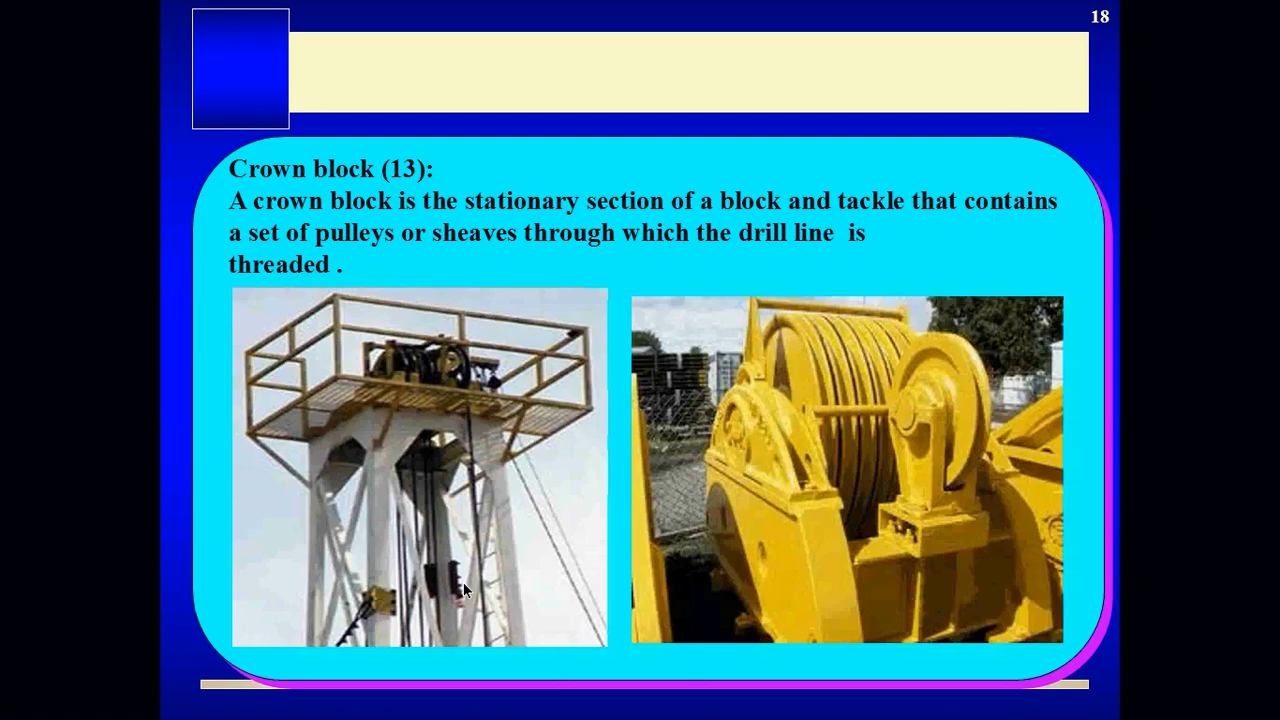 18
Crown block (13):
A crown block is the stationary section of a block and tackle that contains
a set of pulleys or sheaves through which the drill line  is
threaded .